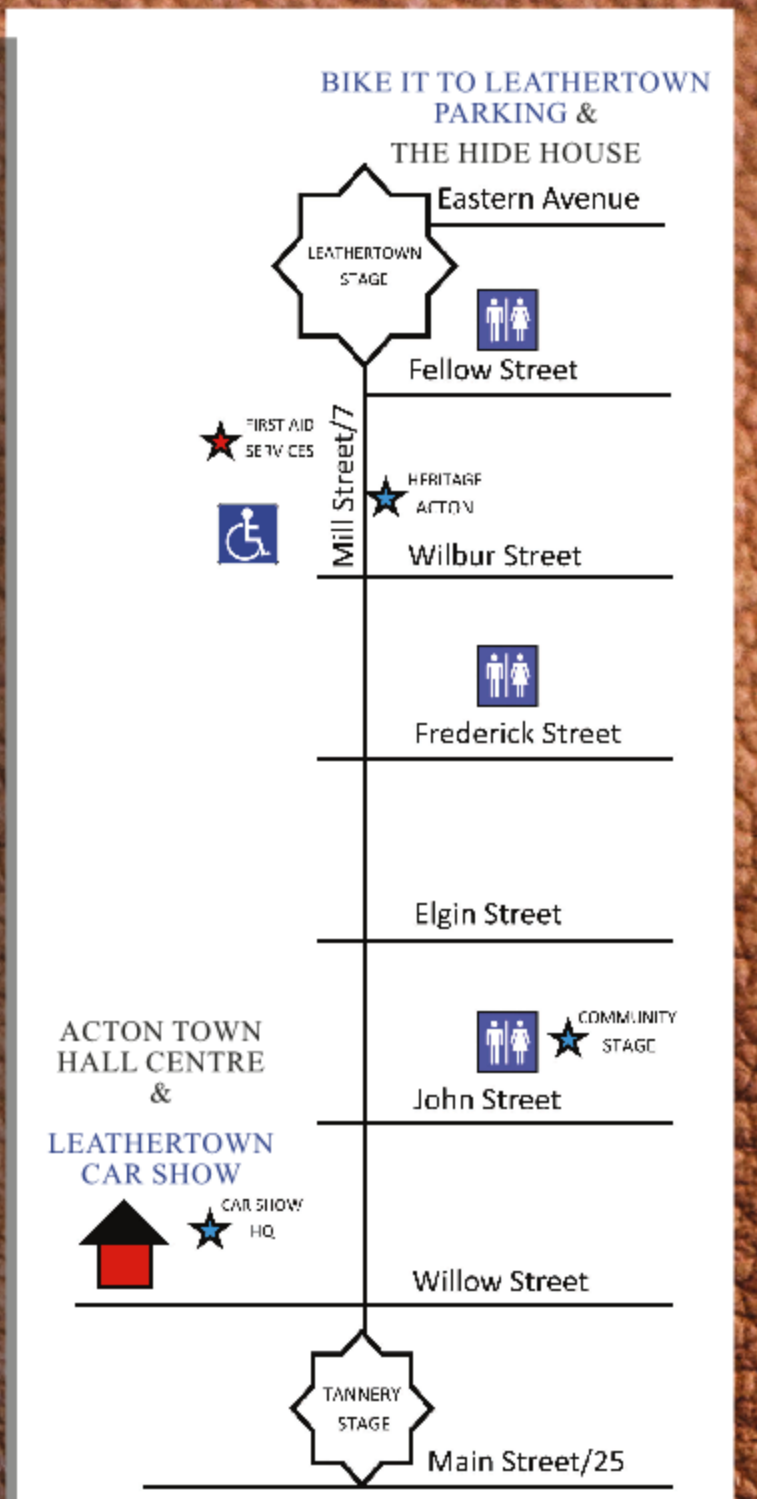 BIKE IT TO LEATHERTOWN
PARKING &
THE HIDE HOUSE
Eastern Avenue
LEATHERTOWN
STAGE
Fellow Street
FIRST AID
SERVICES
Mill Street/7
HERITAGE
ACTON
Wilbur Street
Frederick Street
Elgin Street
COMMUNITY
STAGE
John Street
ACTON TOWN
HALL CENTRE
&
LEATHERTOWN
CAR SHOW
CAR SHOW
HQ
Willow Street
TANNERY
STAGE
Main Street/25